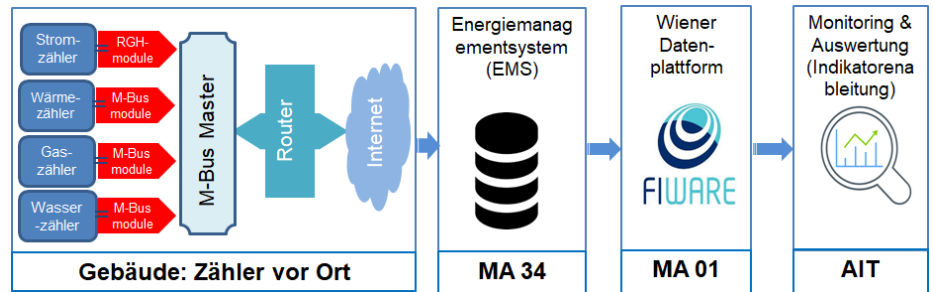 Strom-
zähler
RGH-
module
Wärme-
zähler
M-Bus
module
Gas-
zähler
M-Bus
module
Wasser
-zähler
M-Bus
module
M-Bus Master
Router
Internet
Gebäude: Zähler vor Ort
Energiemanag
ementsystem
(EMS)
MA 34
Wiener
Daten-
plattform
FIWARE
MA 01
Monitoring &
Auswertung
(Indikatorena
bleitung)
AIT